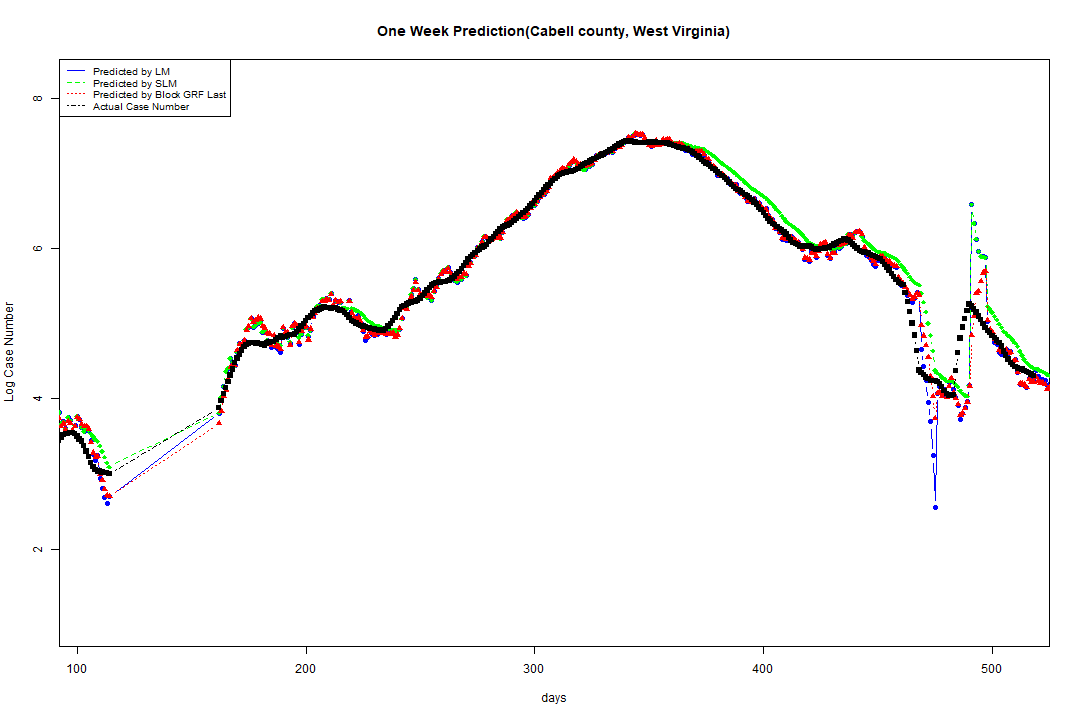 One Week Prediction(Cabell county, West Virginia)
Predicted by LM
Predicted by SLM
Predicted by Block GRF Last
Actual Case Number
8
6
4
2
Log Case Number
100 200 300 400 500
days